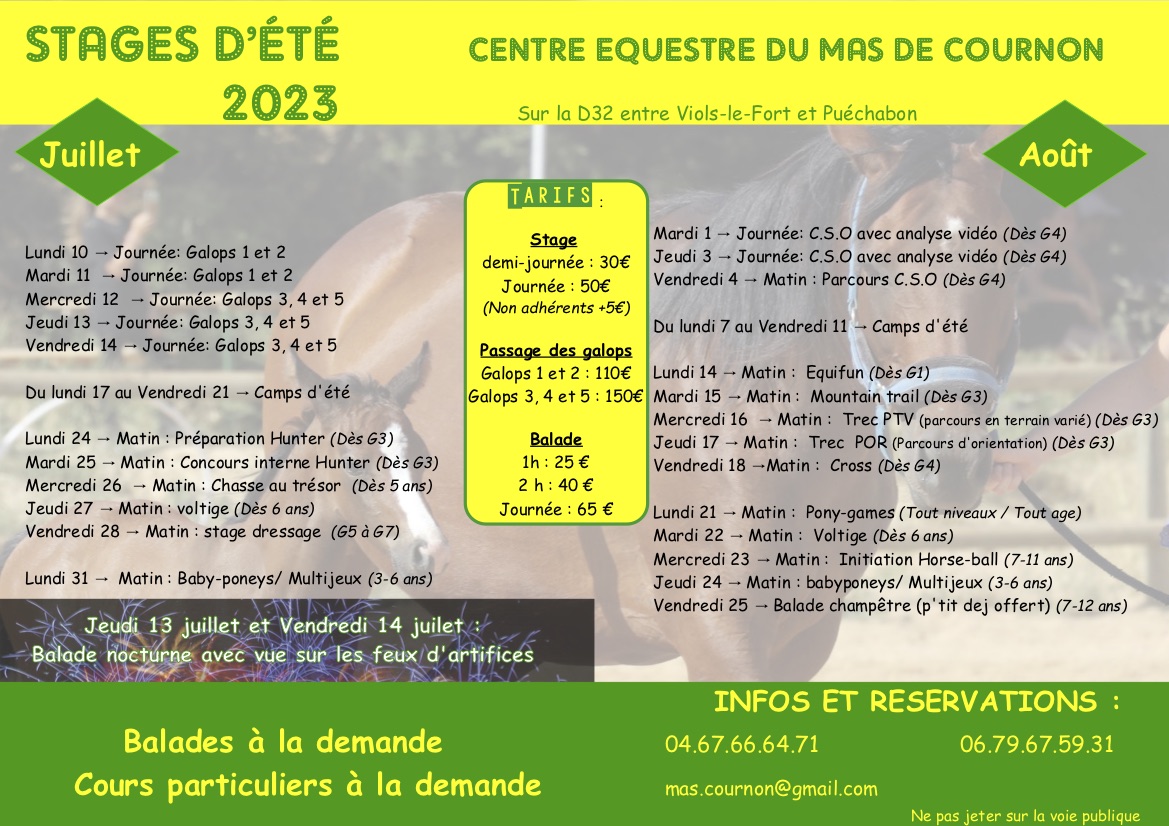 STAGES D'ÉTÉ
2023
CENTRE EQUESTRE DU MAS DE COURNON
Sur la D32 entre Viols-le-Fort et Puéchabon
Juillet
Lundi 10 → Journée: Galops 1 et 2
Mardi 11 → Journée: Galops 1 et 2
Mercredi 12 → Journée: Galops 3, 4 et 5
Jeudi 13 → Journée: Galops 3, 4 et 5
Vendredi 14 → Journée: Galops 3, 4 et 5
Du lundi 17 au Vendredi 21 → Camps d'été
Lundi 24 → Matin : Préparation Hunter (Dès G3)
Mardi 25 → Matin : Concours interne Hunter (Dès G3)
Mercredi 26 → Matin : Chasse au trésor (Dès 5 ans)
Jeudi 27 → Matin : voltige (Dès 6 ans)
Vendredi 28 → Matin : stage dressage (G5 à G7)
Lundi 31 → Matin : Baby-poneys/ Multijeux (3-6 ans)
Jeudi 13 juillet et Vendredi 14 juilet :
Balade nocturne avec vue sur les feux d'artifices
TARIFS :
Stage
demi-journée : 30€
Journée : 50€
(Non adhérents +5€)
Passage des galops
Galops 1 et 2 : 110€
Galops 3, 4 et 5 : 150€
Balade
1h : 25 €
2 h : 40 €
Journée : 65 €
Août
Mardi 1 → Journée: C.S.O avec analyse vidéo (Dès G4)
Jeudi 3 → Journée: C.S.O avec analyse vidéo (Dès G4)
Vendredi 4 → Matin : Parcours C.S.O (Dès G4)
Du lundi 7 au Vendredi 11 → Camps d'été
Lundi 14 → Matin : Equifun (Dès G1)
Mardi 15 → Matin : Mountain trail (Dès G3)
Mercredi 16 → Matin : Trec PTV (parcours en terrain varié) (Dès G3)
Jeudi 17 → Matin : Trec POR (Parcours d'orientation) (Dès G3)
Vendredi 18 →Matin : Cross (Dès G4)
Lundi 21 → Matin : Pony-games (Tout niveaux / Tout age)
Mardi 22 → Matin : Voltige (Dès 6 ans)
Mercredi 23 → Matin : Initiation Horse-ball (7-11 ans)
Jeudi 24 → Matin : babyponeys/ Multijeux (3-6 ans)
Vendredi 25 → Balade champêtre (p'tit dej offert) (7-12 ans)
Balades à la demande
Cours particuliers à la demande
INFOS ET RESERVATIONS :
04.67.66.64.71 06.79.67.59.31
mas.cournon@gmail.com
Ne pas jeter sur la voie publique